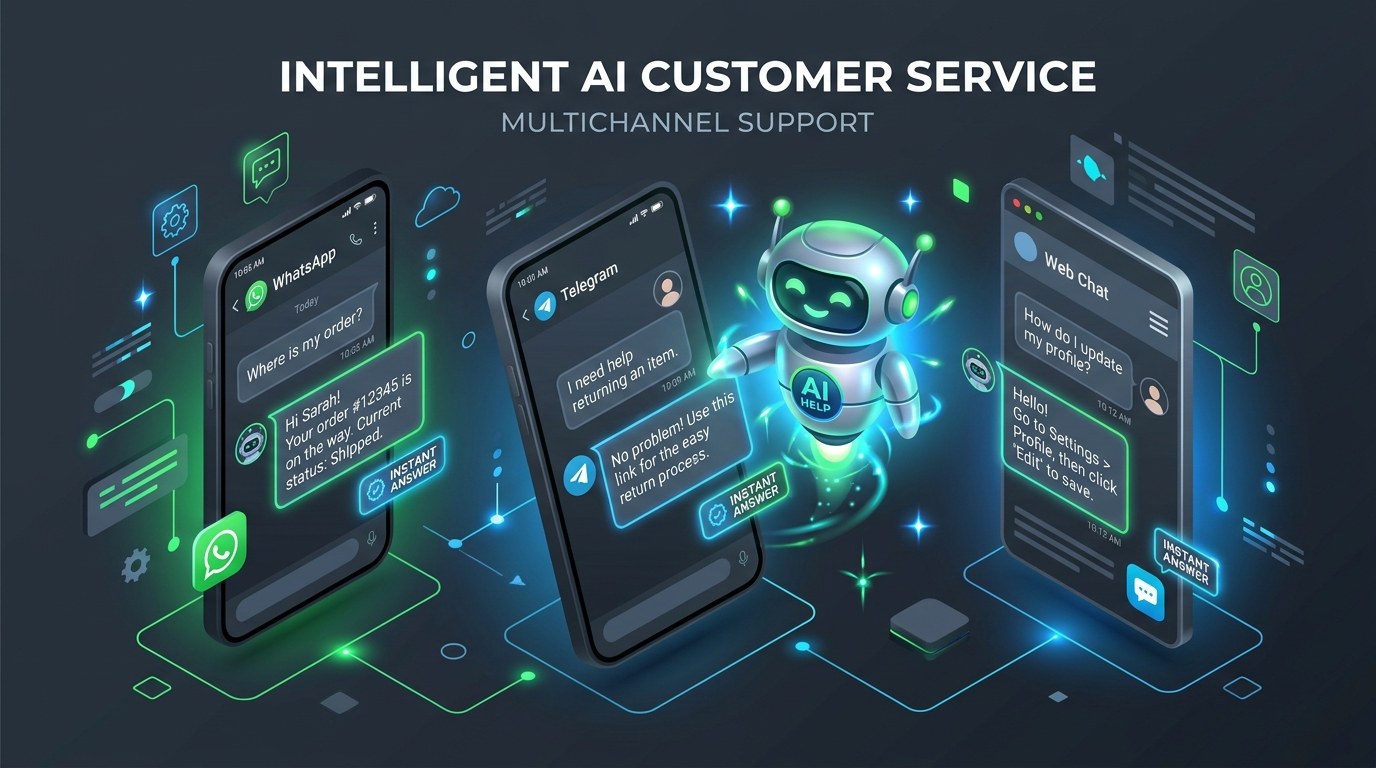 INTELLIGENT AI CUSTOMER SERVICE
MULTICHANNEL SUPPORT
WhatsApp
Today
Where is my order?
10:05 AM
Hi Sarah!
Your order #12345 is
on the way. Current
status: Shipped.
INSTANT
ANSWER
Telegram
I need help
returning an item.
10:09 AM
No problem! Use this
link for the easy
return process.
INSTANT
ANSWER
AI
HELP
Web Chat
How do I update
my profile?
10:12 AM
Hello!
Go to Settings >
Profile, then click
'Edit' to save.
10:12 AM
INSTANT
ANSWER